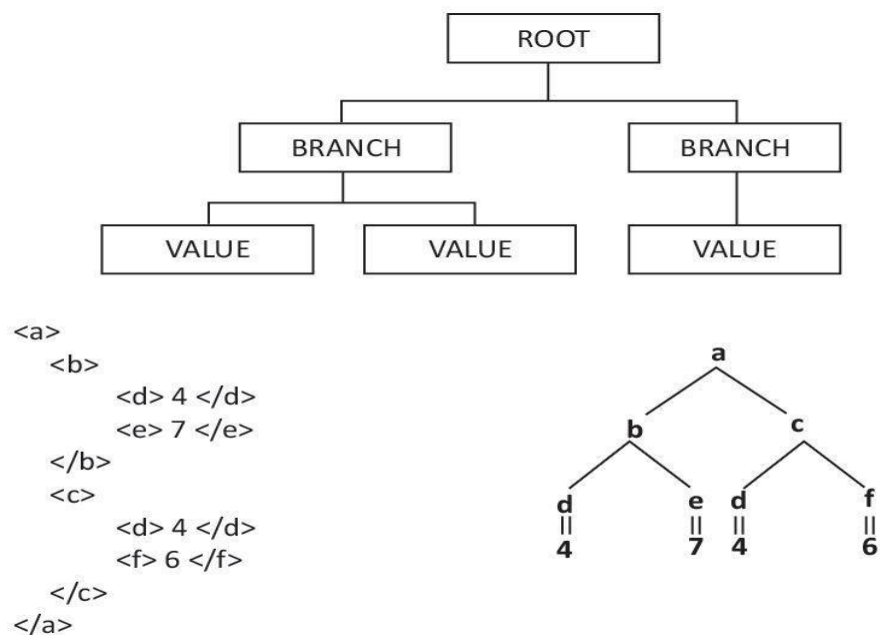 ROOT
BRANCH BRANCH
VALUE VALUE VALUE
<a>
<b>
<d> 4 </d>
<e> 7 </e>
</b>
<c>
<d> 4 </d>
<f> 6 </f>
</c>
</a>
a
b c
d e d f
|| || || ||
4 7 4 6